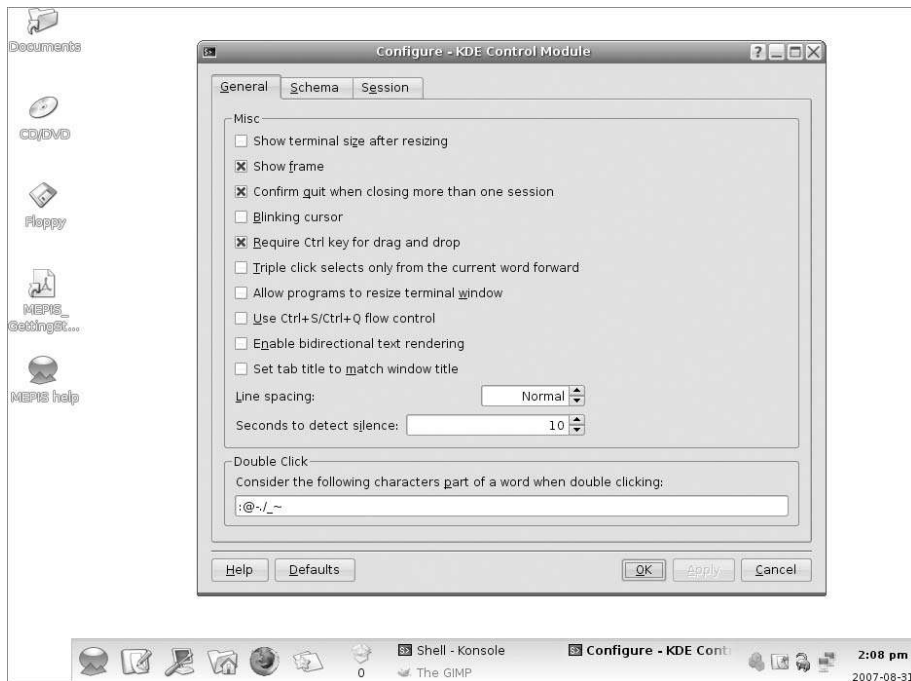 Documents
CD/DVD
Floppy
MEPIS_
GettingSt...
MEPIS help
Configure - KDE Control Module
General Schema Session
Misc
Show terminal size after resizing
Show frame
Confirm quit when closing more than one session
Blinking cursor
Require Ctrl key for drag and drop
Triple click selects only from the current word forward
Allow programs to resize terminal window
Use Ctrl+S/Ctrl+Q flow control
Enable bidirectional text rendering
Set tab title to match window title
Line spacing: Normal
Seconds to detect silence: 10
Double Click
Consider the following characters part of a word when double clicking:
:@-./_~
Help Defaults OK Apply Cancel
0
Shell - Konsole
The GIMP
Configure - KDE Cont
2:08 pm
2007-08-31